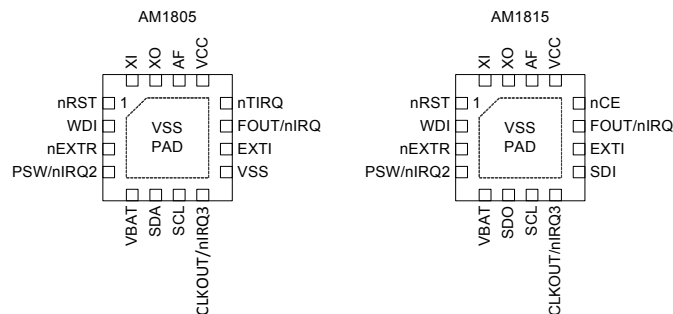 AM1805
XI
XO
AF
VCC
nRST
1
nTIRQ
WDI
VSS
PAD
FOUT/nIRQ
nEXTR
EXTI
PSW/nIRQ2
VSS
VBAT
SDA
SCL
CLKOUT/nIRQ3
AM1815
XI
XO
AF
VCC
nRST
1
nCE
WDI
VSS
PAD
FOUT/nIRQ
nEXTR
EXTI
PSW/nIRQ2
SDI
VBAT
SDO
SCL
CLKOUT/nIRQ3